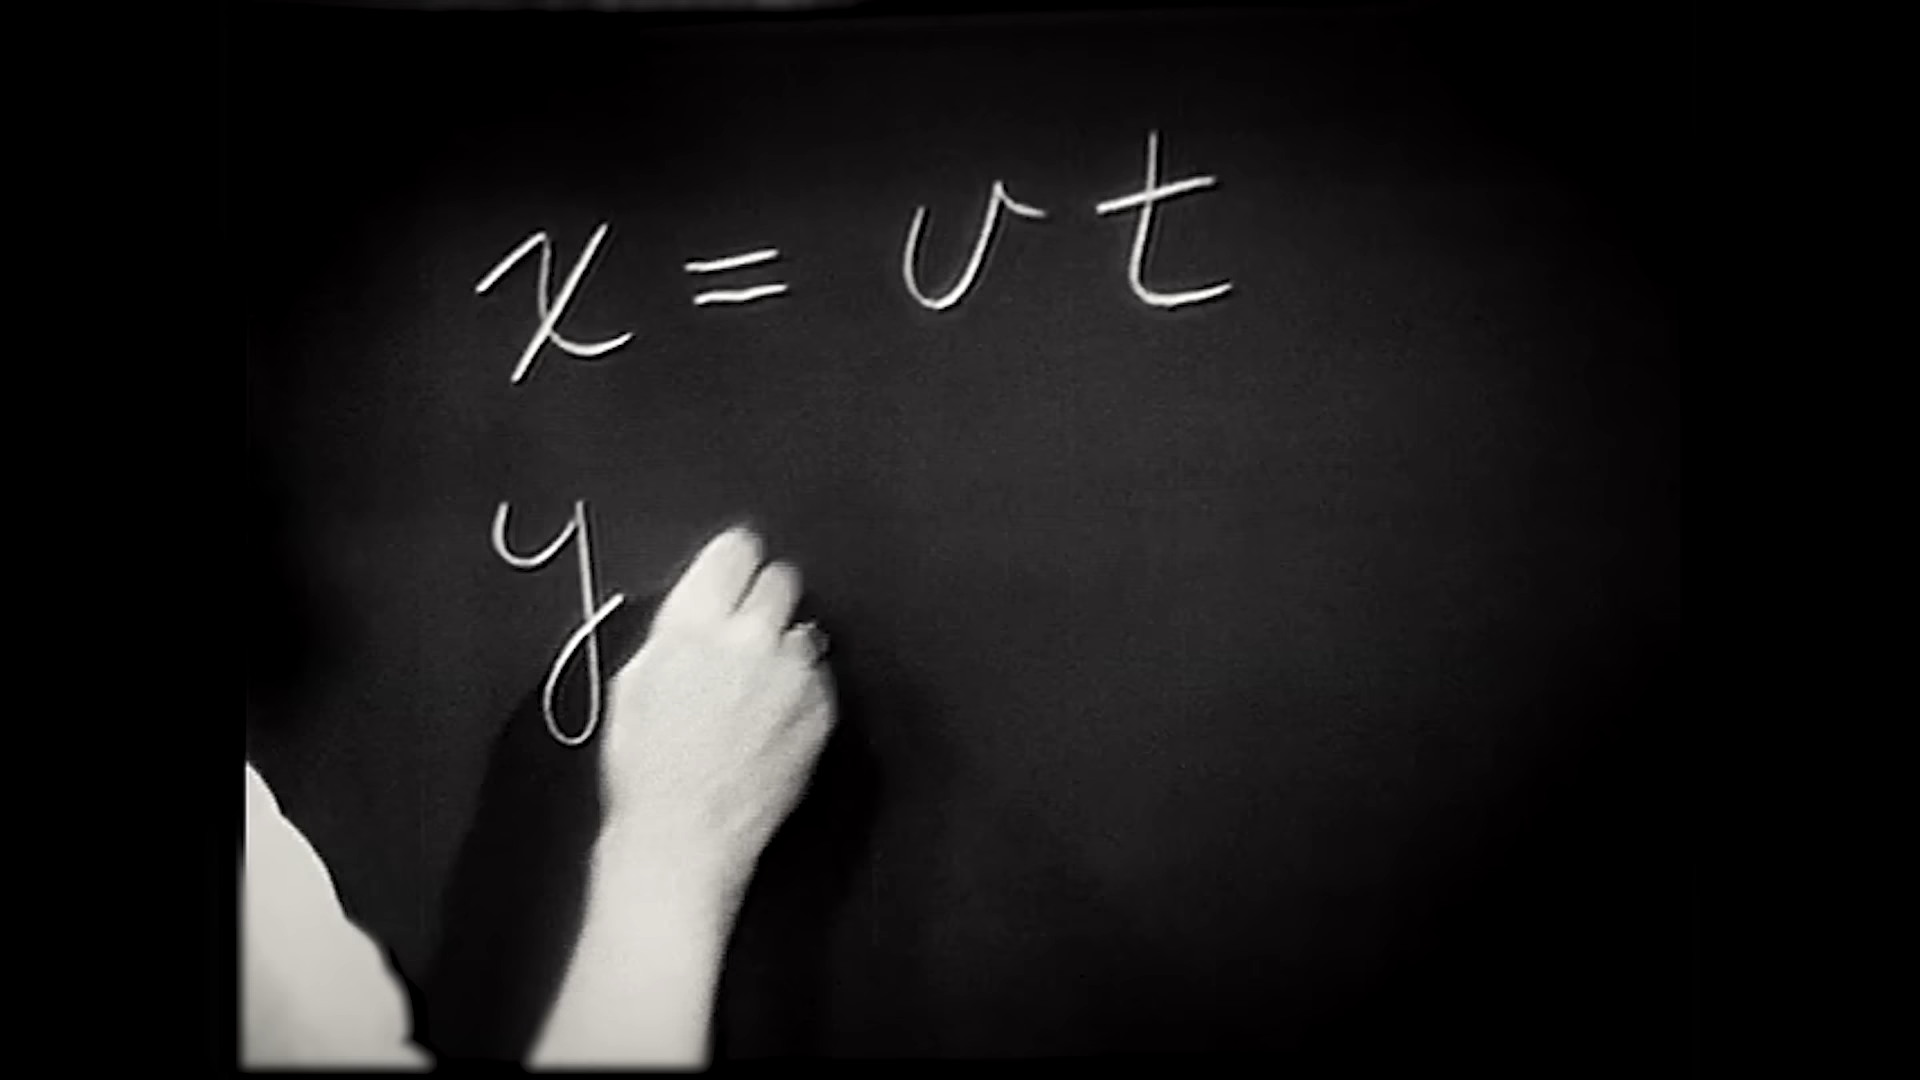 x = vt
y